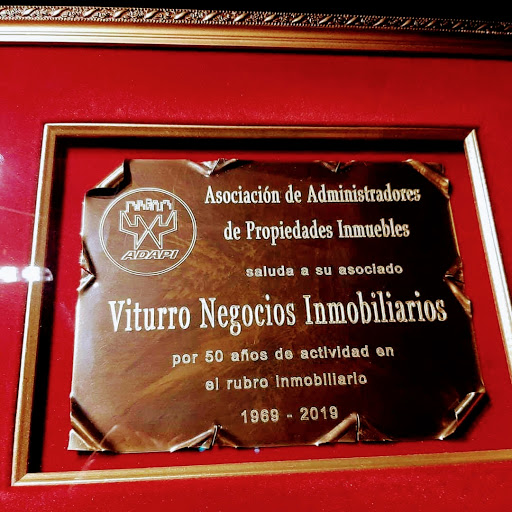 Asociación de Administradores
de Propiedades Inmuebles
ADAPI
saluda a su asociado
Viturro Negocios Inmobiliarios
por 50 años de actividad en
el rubro inmobiliario
1969 - 2019